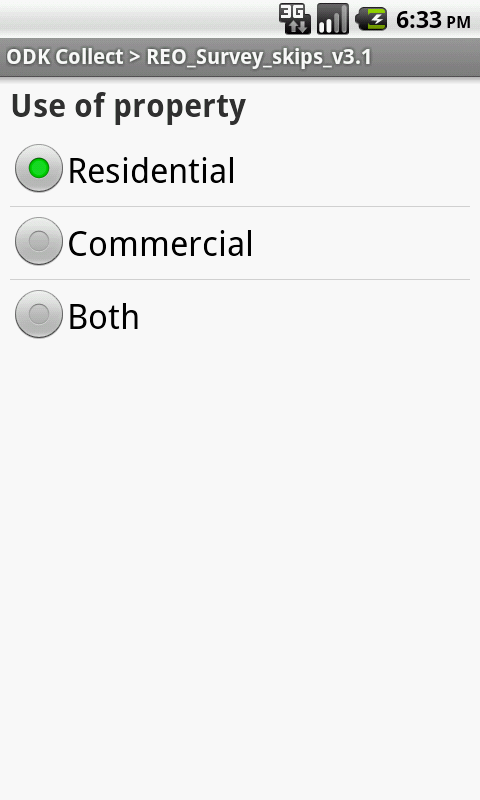 3G 6:33 PM
ODK Collect > REO_Survey_skips_v3.1
Use of property
Residential
Commercial
Both